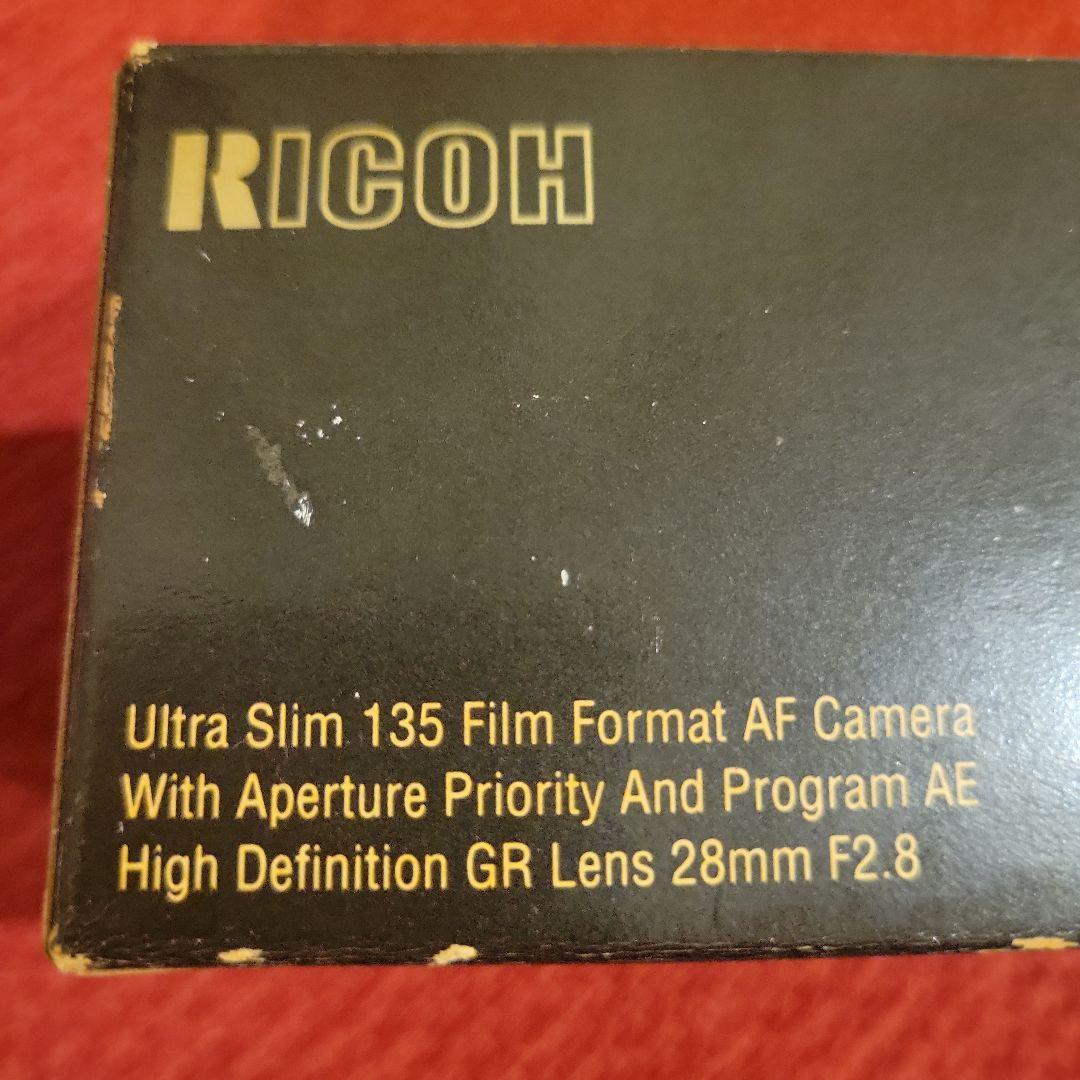 RICOH
Ultra Slim 135 Film Format AF Camera
With Aperture Priority And Program AE
High Definition GR Lens 28mm F2.8